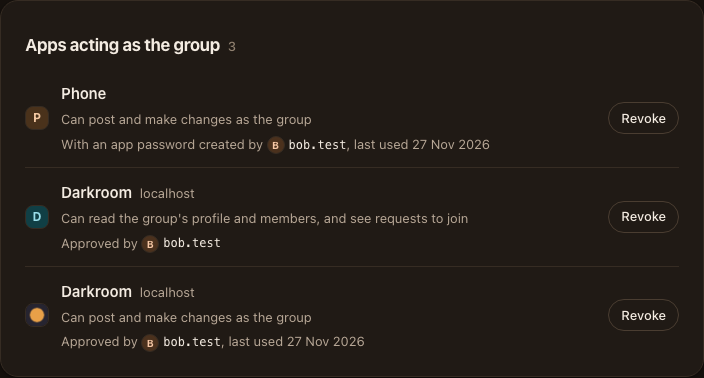 Apps acting as the group 3
Phone
P
Can post and make changes as the group
With an app password created by B bob.test, last used 27 Nov 2026
Revoke
Darkroom localhost
D
Can read the group's profile and members, and see requests to join
Approved by B bob.test
Revoke
Darkroom localhost
Can post and make changes as the group
Approved by B bob.test, last used 27 Nov 2026
Revoke